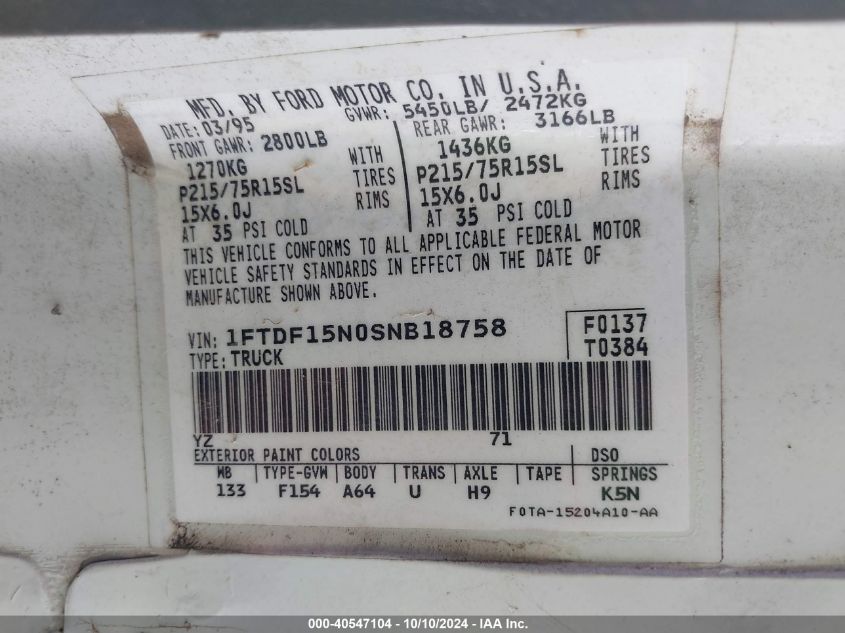 MFD. BY FORD MOTOR CO. IN U.S.A.
DATE: 03/95 GVWR: 5450LB/ 2472KG
FRONT GAWR: 2800LB REAR GAWR: 3166LB
1270KG WITH 1436KG WITH
P215/75R15SL TIRES P215/75R15SL TIRES
15X6.0J RIMS 15X6.0J RIMS
AT 35 PSI COLD AT 35 PSI COLD
THIS VEHICLE CONFORMS TO ALL APPLICABLE FEDERAL MOTOR
VEHICLE SAFETY STANDARDS IN EFFECT ON THE DATE OF
MANUFACTURE SHOWN ABOVE.
VIN: 1FTDF15N0SNB18758 F0137
TYPE: TRUCK T0384
YZ 71
EXTERIOR PAINT COLORS DSO
WB TYPE-GVW BODY TRANS AXLE TAPE SPRINGS
133 F154 A64 U H9 K5N
F0TA-15204A10-AA
000-40547104 - 10/10/2024 - IAA Inc.